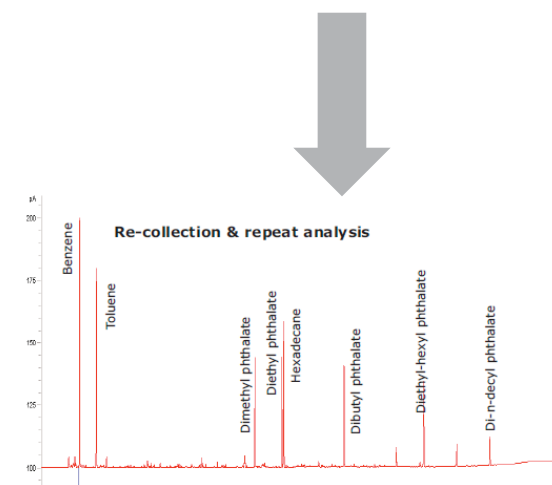 pA
200
Re-collection & repeat analysis
Benzene
175
Toluene
150
125
100
Dimethyl phthalate
Diethyl phthalate
Hexadecane
Dibutyl phthalate
Diethyl-hexyl phthalate
Di-n-decyl phthalate